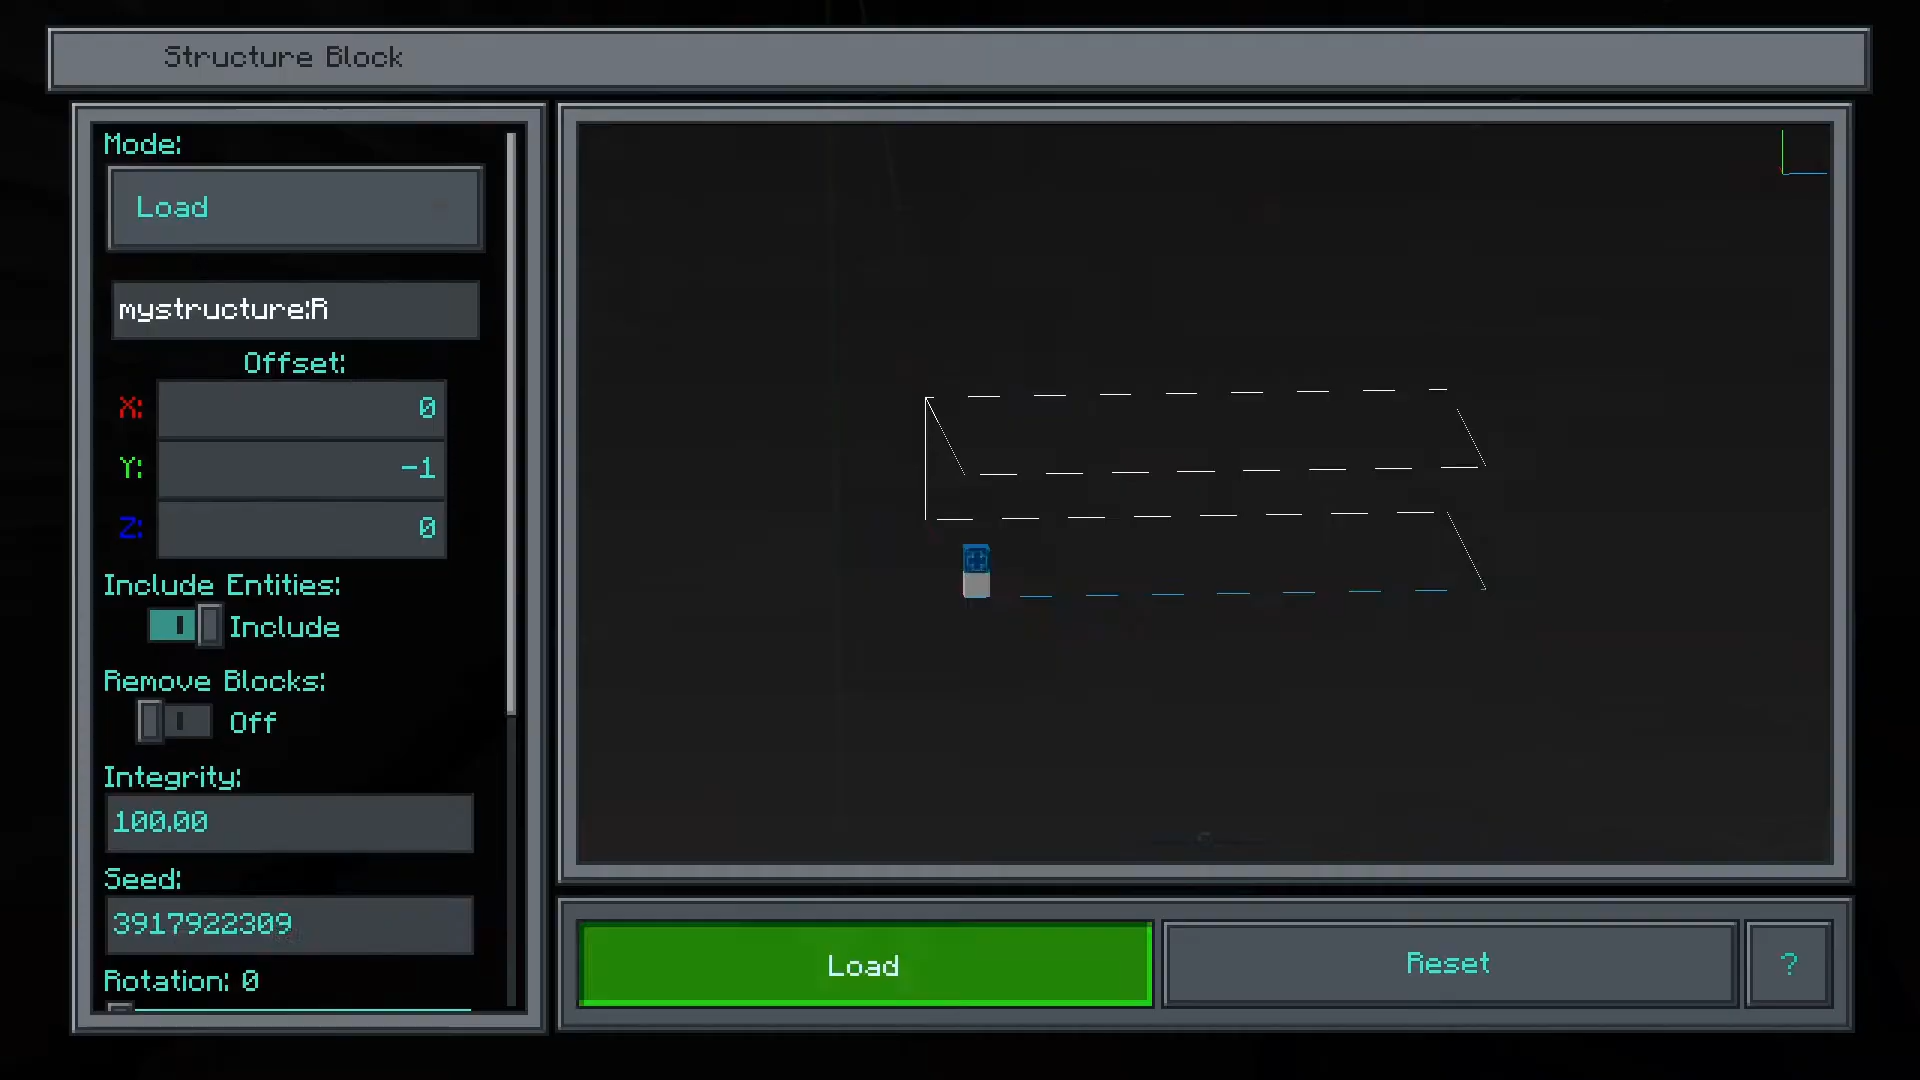 Structure Block
Mode:
Load
mystructure:R
Offset:
X: 0
Y: -1
Z: 0
Include Entities:
Include
Remove Blocks:
Off
Integrity:
100.00
Seed:
3917922309
Rotation: 0
Load
Reset
?